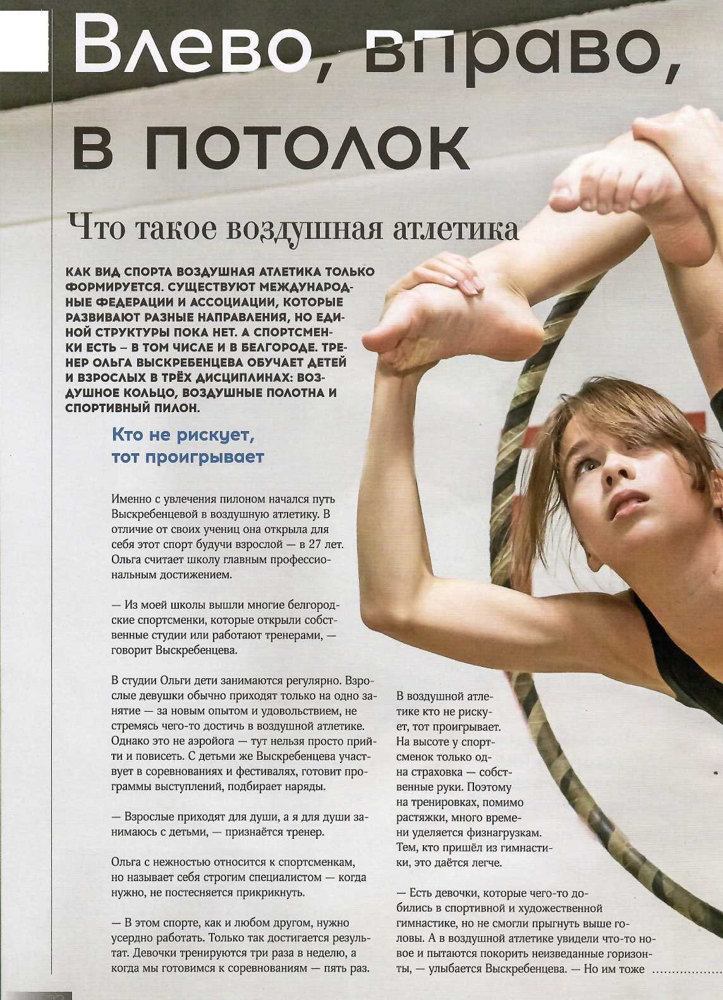 Влево, вправо,
в потолок
Что такое воздушная атлетика
КАК ВИД СПОРТА ВОЗДУШНАЯ АТЛЕТИКА ТОЛЬКО
ФОРМИРУЕТСЯ. СУЩЕСТВУЮТ МЕЖДУНАРОД-
НЫЕ ФЕДЕРАЦИИ И АССОЦИАЦИИ, КОТОРЫЕ
РАЗВИВАЮТ РАЗНЫЕ НАПРАВЛЕНИЯ, НО ЕДИ-
НОЙ СТРУКТУРЫ ПОКА НЕТ. А СПОРТСМЕН-
КИ ЕСТЬ – В ТОМ ЧИСЛЕ И В БЕЛГОРОДЕ. ТРЕ-
НЕР ОЛЬГА ВЫСКРЕБЕНЦЕВА ОБУЧАЕТ ДЕТЕЙ
И ВЗРОСЛЫХ В ТРЁХ ДИСЦИПЛИНАХ: ВОЗ-
ДУШНОЕ КОЛЬЦО, ВОЗДУШНЫЕ ПОЛОТНА И
СПОРТИВНЫЙ ПИЛОН.
Кто не рискует,
тот проигрывает
Именно с увлечения пилоном начался путь
Выскребенцевой в воздушную атлетику. В
отличие от своих учениц она открыла для
себя этот спорт будучи взрослой — в 27 лет.
Ольга считает школу главным профессио-
нальным достижением.
— Из моей школы вышли многие белгород-
ские спортсменки, которые открыли собст-
венные студии или работают тренерами, —
говорит Выскребенцева.
В студии Ольги дети занимаются регулярно. Взро-
слые девушки обычно приходят только на одно за-
нятие — за новым опытом и удовольствием, не
стремясь чего-то достичь в воздушной атлетике.
Однако это не аэройога — тут нельзя просто прий-
ти и повисеть. С детьми же Выскребенцева участ-
вует в соревнованиях и фестивалях, готовит про-
граммы выступлений, подбирает наряды.
— Взрослые приходят для души, а я для души за-
нимаюсь с детьми, — признаётся тренер.
Ольга с нежностью относится к спортсменкам,
но называет себя строгим специалистом — когда
нужно, не постесняется прикрикнуть.
— В этом спорте, как и любом другом, нужно
усердно работать. Только так достигается резуль-
тат. Девочки тренируются три раза в неделю, а
когда мы готовимся к соревнованиям — пять раз.
В воздушной атле-
тике кто не риску-
ет, тот проигрывает.
На высоте у спорт-
сменок только од-
на страховка — собст-
венные руки. Поэтому
на тренировках, помимо
растяжки, много време-
ни уделяется физнагрузкам.
Тем, кто пришёл из гимнасти-
ки, это даётся легче.
— Есть девочки, которые чего-то до-
бились в спортивной и художественной
гимнастике, но не смогли прыгнуть выше го-
ловы. А в воздушной атлетике увидели что-то но-
вое и пытаются покорить неизведанные горизон-
ты, — улыбается Выскребенцева. — Но им тоже ..................